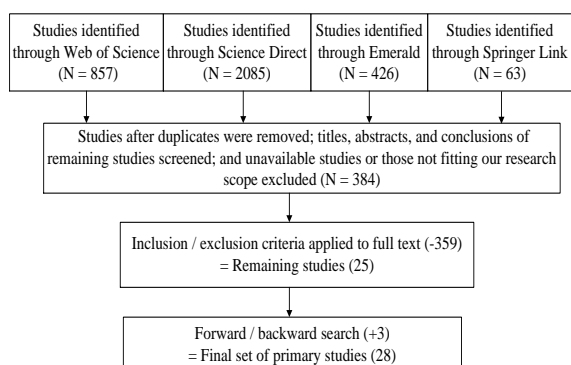 Studies identified
through Web of Science
(N = 857)
Studies identified
through Science Direct
(N = 2085)
Studies identified
through Emerald
(N = 426)
Studies identified
through Springer Link
(N = 63)
Studies after duplicates were removed; titles, abstracts, and conclusions of
remaining studies screened; and unavailable studies or those not fitting our research
scope excluded (N = 384)
Inclusion / exclusion criteria applied to full text (-359)
= Remaining studies (25)
Forward / backward search (+3)
= Final set of primary studies (28)